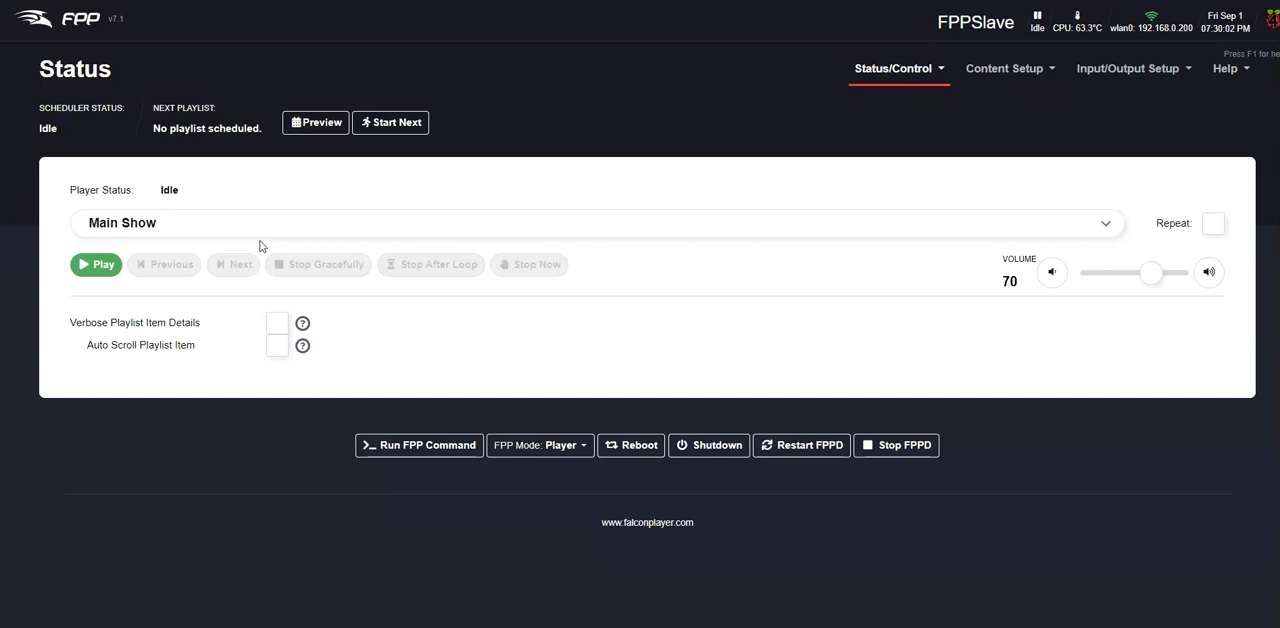 FPP v7.1
FPPSlave
Idle
CPU: 63.3°C
wlan0: 192.168.0.200
Fri Sep 1
07:30:02 PM
Press F1 for he
Status
Status/Control
Content Setup
Input/Output Setup
Help
SCHEDULER STATUS:
Idle
NEXT PLAYLIST:
No playlist scheduled.
Preview
Start Next
Player Status: Idle
Main Show
Repeat:
Play
Previous
Next
Stop Gracefully
Stop After Loop
Stop Now
VOLUME
70
Verbose Playlist Item Details
?
Auto Scroll Playlist Item
?
Run FPP Command
FPP Mode: Player
Reboot
Shutdown
Restart FPPD
Stop FPPD
www.falconplayer.com